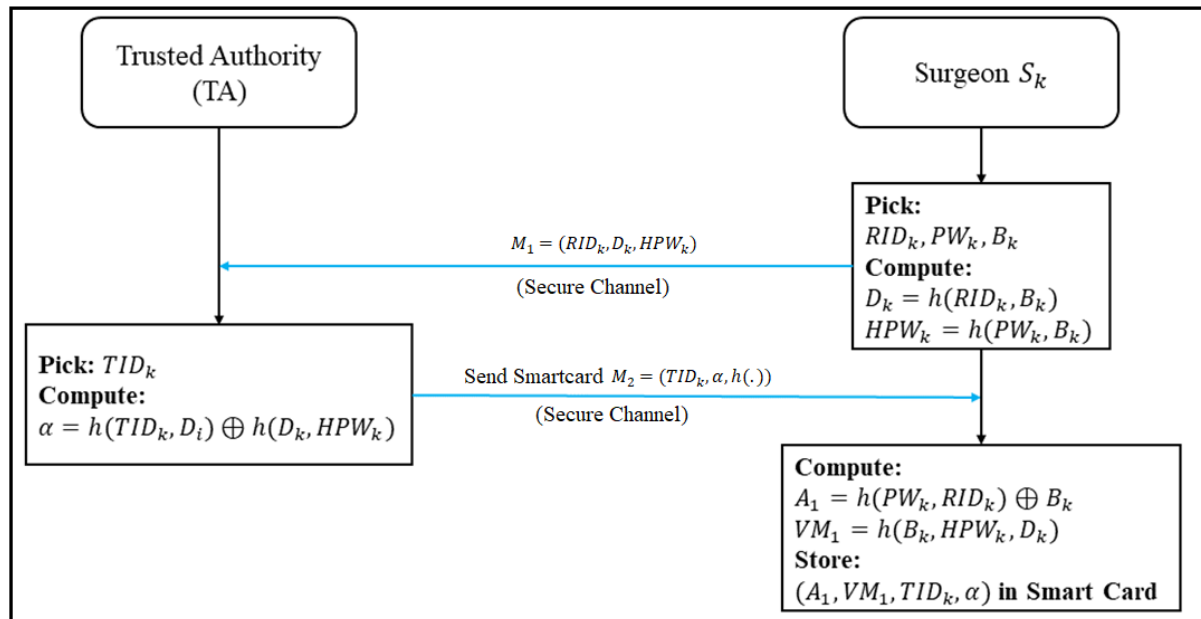 Trusted Authority
(TA)
Surgeon S_k
Pick:
RID_k, PW_k, B_k
Compute:
D_k = h(RID_k, B_k)
HPW_k = h(PW_k, B_k)
M_1 = (RID_k, D_k, HPW_k)
(Secure Channel)
Pick: TID_k
Compute:
α = h(TID_k, D_i) ⊕ h(D_k, HPW_k)
Send Smartcard M_2 = (TID_k, α, h(.))
(Secure Channel)
Compute:
A_1 = h(PW_k, RID_k) ⊕ B_k
VM_1 = h(B_k, HPW_k, D_k)
Store:
(A_1, VM_1, TID_k, α) in Smart Card